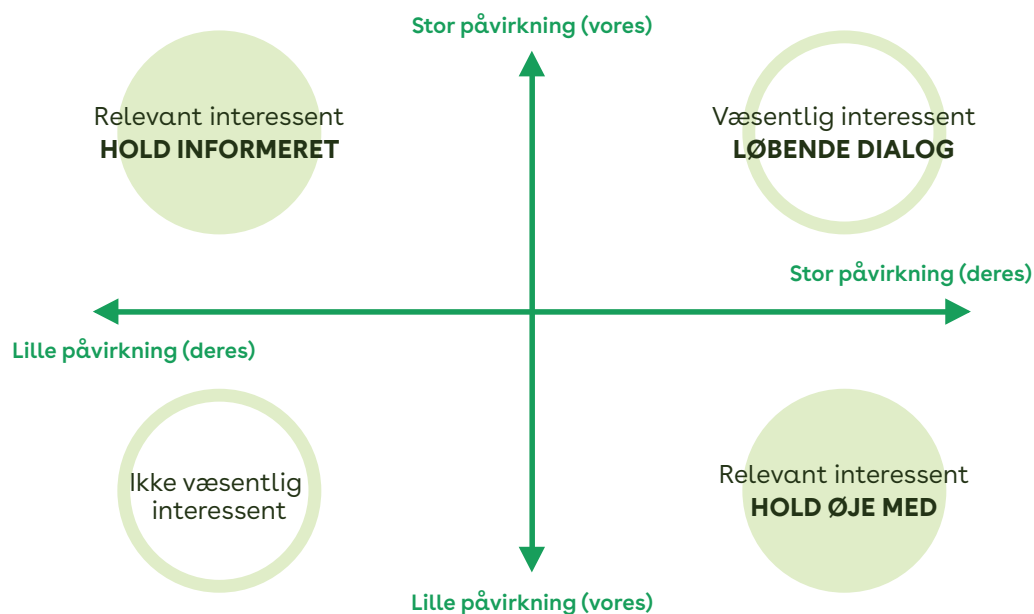 Stor påvirkning (vores)
Relevant interessent
HOLD INFORMERET
Væsentlig interessent
LØBENDE DIALOG
Stor påvirkning (deres)
Lille påvirkning (deres)
Ikke væsentlig
interessent
Relevant interessent
HOLD ØJE MED
Lille påvirkning (vores)